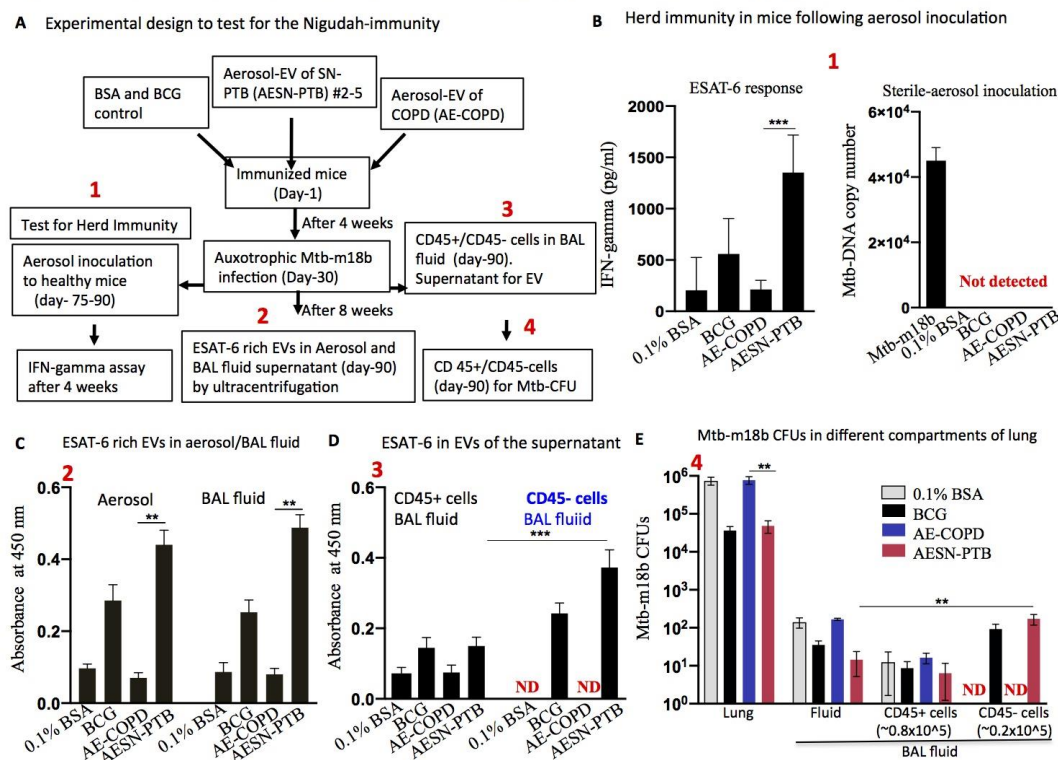 A Experimental design to test for the Nigudah-immunity
BSA and BCG
control
Aerosol-EV of SN-
PTB (AESN-PTB) #2-5
Aerosol-EV of
COPD (AE-COPD)
Immunized mice
(Day-1)
After 4 weeks
1
Test for Herd Immunity
Aerosol inoculation
to healthy mice
(day- 75-90)
IFN-gamma assay
after 4 weeks
Auxotrophic Mtb-m18b
infection (Day-30)
After 8 weeks
2
ESAT-6 rich EVs in Aerosol and
BAL fluid supernatant (day-90)
by ultracentrifugation
3
CD45+/CD45- cells in BAL
fluid (day-90).
Supernatant for EV
4
CD 45+/CD45-cells
(day-90) for Mtb-CFU
B Herd immunity in mice following aerosol inoculation
1
ESAT-6 response
IFN-gamma (pg/ml)
2000
1500
1000
500
0
***
0.1% BSA
BCG
AE-COPD
AESN-PTB
Sterile-aerosol inoculation
Mtb-DNA copy number
6×10^4
4×10^4
2×10^4
0
Not detected
Mtb-m18b
0.1% BSA
BCG
AE-COPD
AESN-PTB
C ESAT-6 rich EVs in aerosol/BAL fluid
2
Absorbance at 450 nm
0.6
0.4
0.2
0.0
Aerosol
**
BAL fluid
**
0.1% BSA
BCG
AE-COPD
AESN-PTB
0.1% BSA
BCG
AE-COPD
AESN-PTB
D ESAT-6 in EVs of the supernatant
3
Absorbance at 450 nm
0.6
0.4
0.2
0.0
CD45+ cells
BAL fluid
CD45- cells
BAL fluiid
***
ND
ND
0.1% BSA
BCG
AE-COPD
AESN-PTB
0.1% BSA
BCG
AE-COPD
AESN-PTB
E Mtb-m18b CFUs in different compartments of lung
4
Mtb-m18b CFUs
10^6
10^5
10^4
10^3
10^2
10^1
10^0
**
0.1% BSA
BCG
AE-COPD
AESN-PTB
**
ND
ND
Lung
Fluid
CD45+ cells
(~0.8x10^5)
CD45- cells
(~0.2x10^5)
BAL fluid